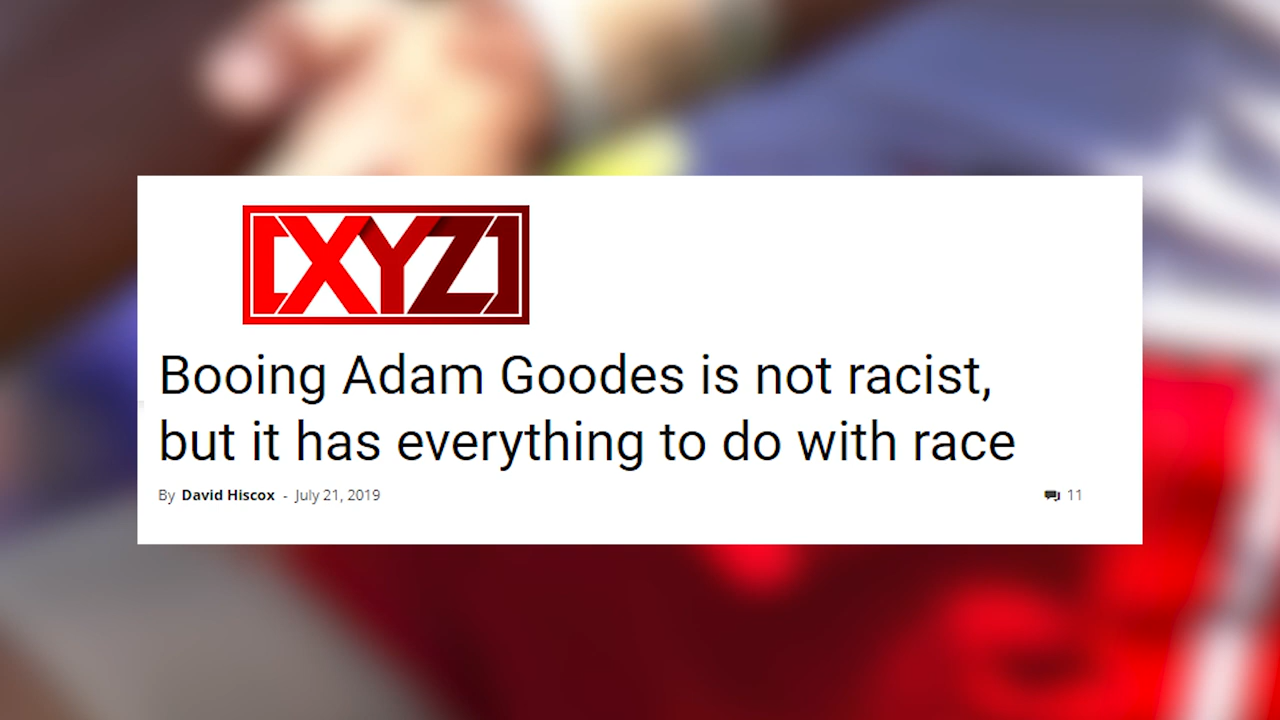 [XYZ]
Booing Adam Goodes is not racist,
but it has everything to do with race
By David Hiscox - July 21, 2019
11